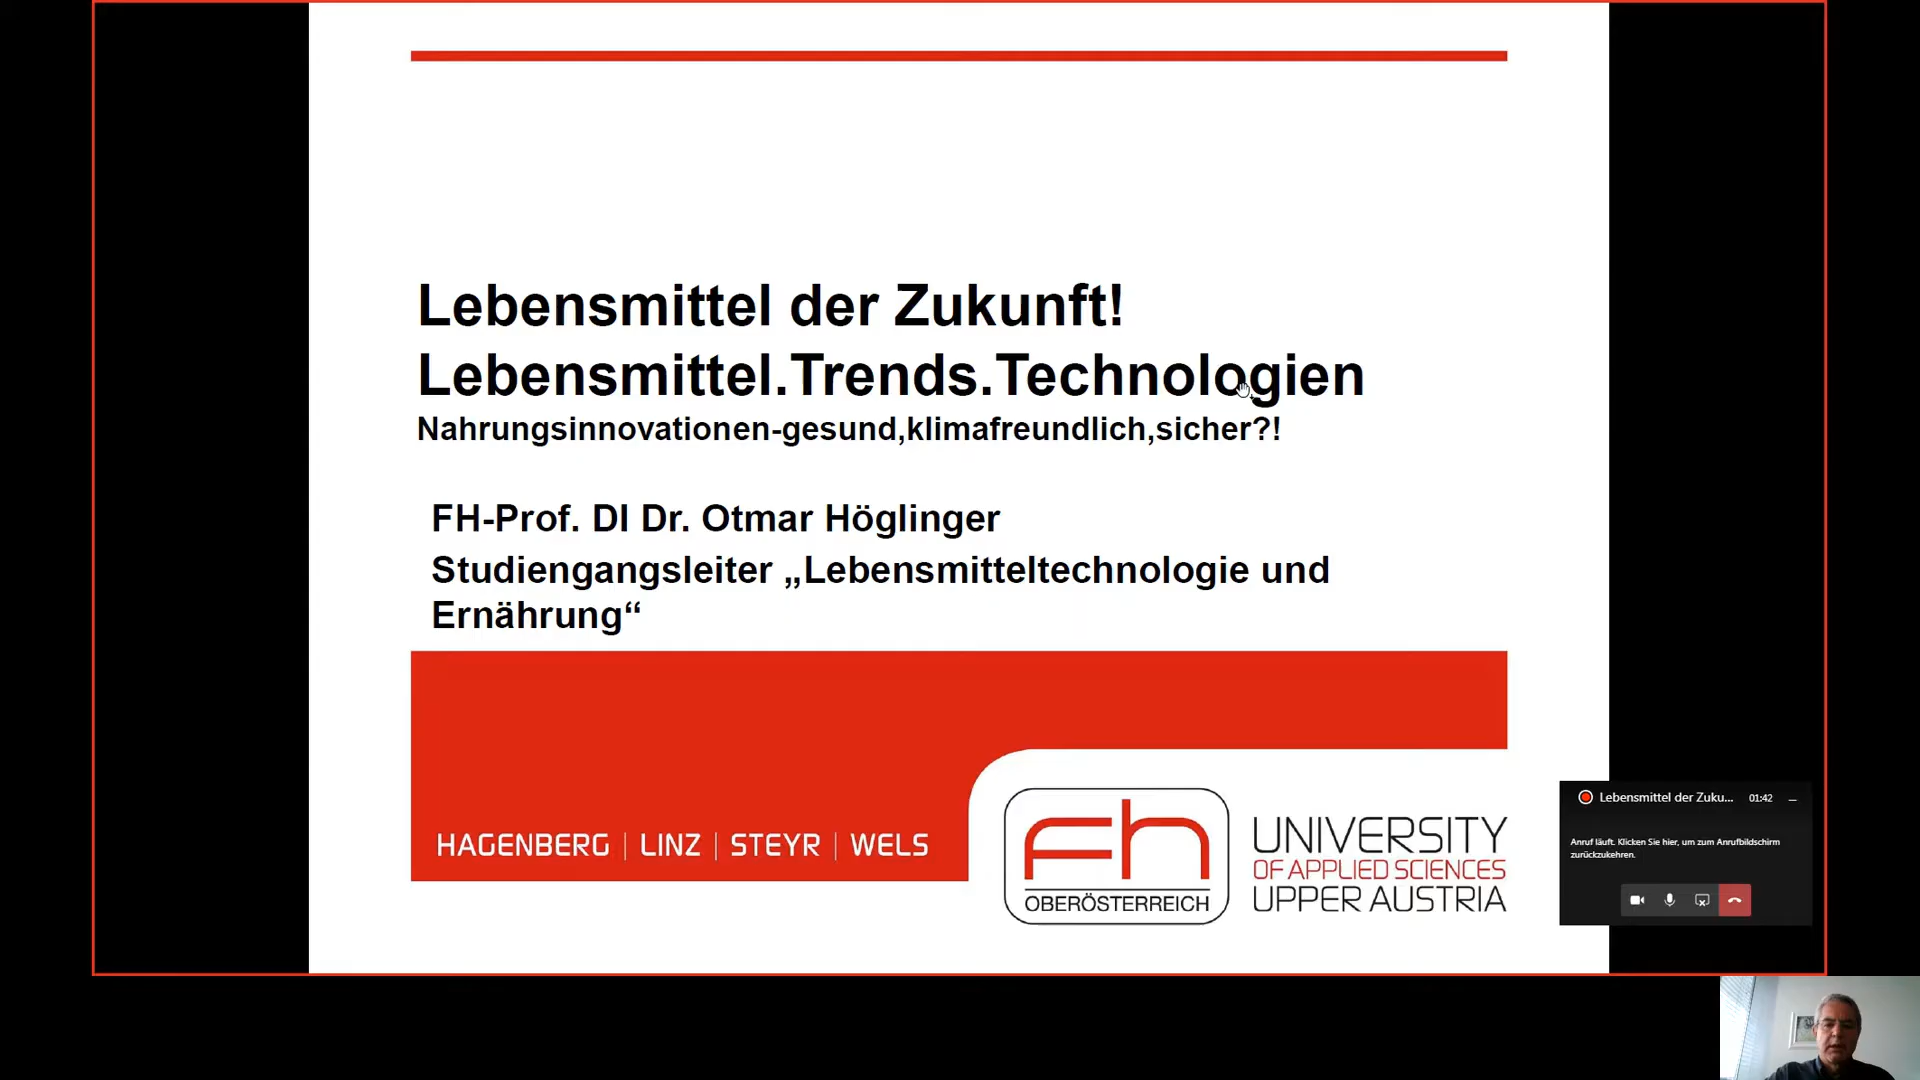 Lebensmittel der Zukunft!
Lebensmittel.Trends.Technologien
Nahrungsinnovationen-gesund,klimafreundlich,sicher?!
FH-Prof. DI Dr. Otmar Höglinger
Studiengangsleiter „Lebensmitteltechnologie und
Ernährung“
HAGENBERG | LINZ | STEYR | WELS
fh
OBERÖSTERREICH
UNIVERSITY
OF APPLIED SCIENCES
UPPER AUSTRIA
Lebensmittel der Zuku... 01:42
Anruf läuft. Klicken Sie hier, um zum Anrufbildschirm
zurückzukehren.